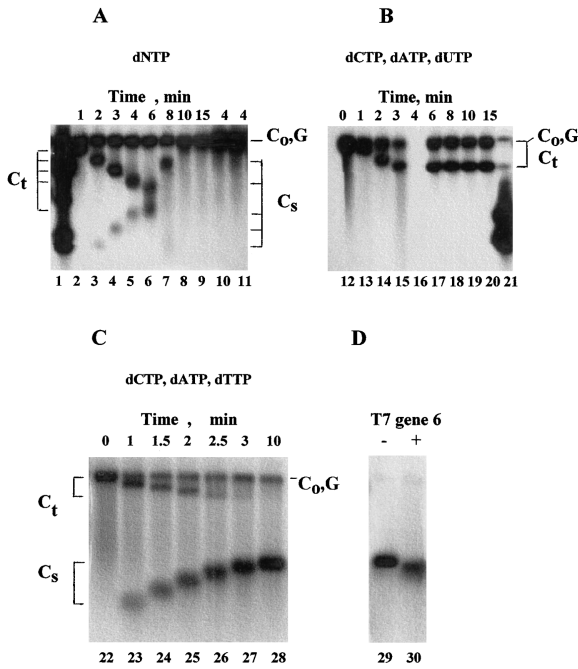 A
dNTP
Time , min
1 2 3 4 6 8 10 15 4 4
Co,G
Ct
Cs
1 2 3 4 5 6 7 8 9 10 11
B
dCTP, dATP, dUTP
Time, min
0 1 2 3 4 6 8 10 15
Co,G
Ct
12 13 14 15 16 17 18 19 20 21
C
dCTP, dATP, dTTP
Time , min
0 1 1.5 2 2.5 3 10
Co,G
Ct
Cs
22 23 24 25 26 27 28
D
T7 gene 6
- +
29 30